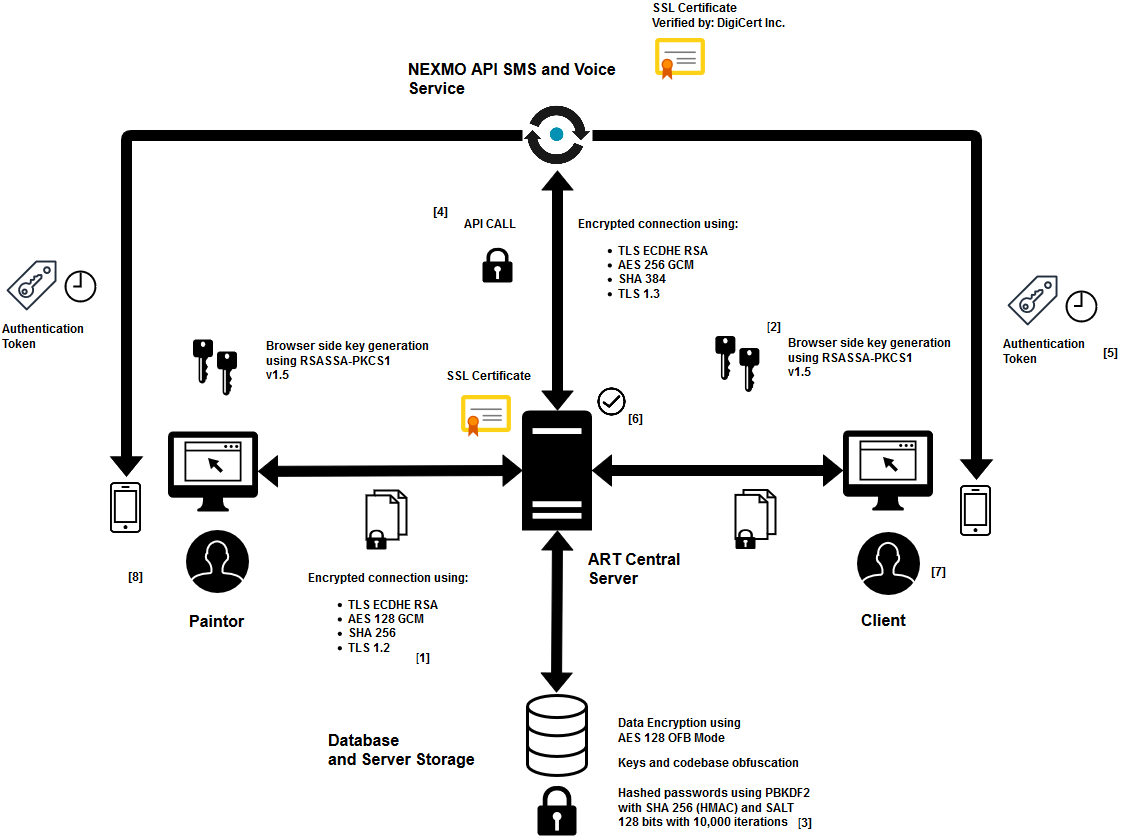 SSL Certificate
Verified by: DigiCert Inc.
NEXMO API SMS and Voice
Service
[4]
API CALL
Encrypted connection using:
• TLS ECDHE RSA
• AES 256 GCM
• SHA 384
• TLS 1.3
Authentication
Token
Browser side key generation
using RSASSA-PKCS1
v1.5
[2]
Browser side key generation
using RSASSA-PKCS1
v1.5
Authentication
Token
[5]
SSL Certificate
[6]
[8]
Paintor
Encrypted connection using:
• TLS ECDHE RSA
• AES 128 GCM
• SHA 256
• TLS 1.2
[1]
ART Central
Server
[7]
Client
Database
and Server Storage
Data Encryption using
AES 128 OFB Mode
Keys and codebase obfuscation
Hashed passwords using PBKDF2
with SHA 256 (HMAC) and SALT
128 bits with 10,000 iterations [3]